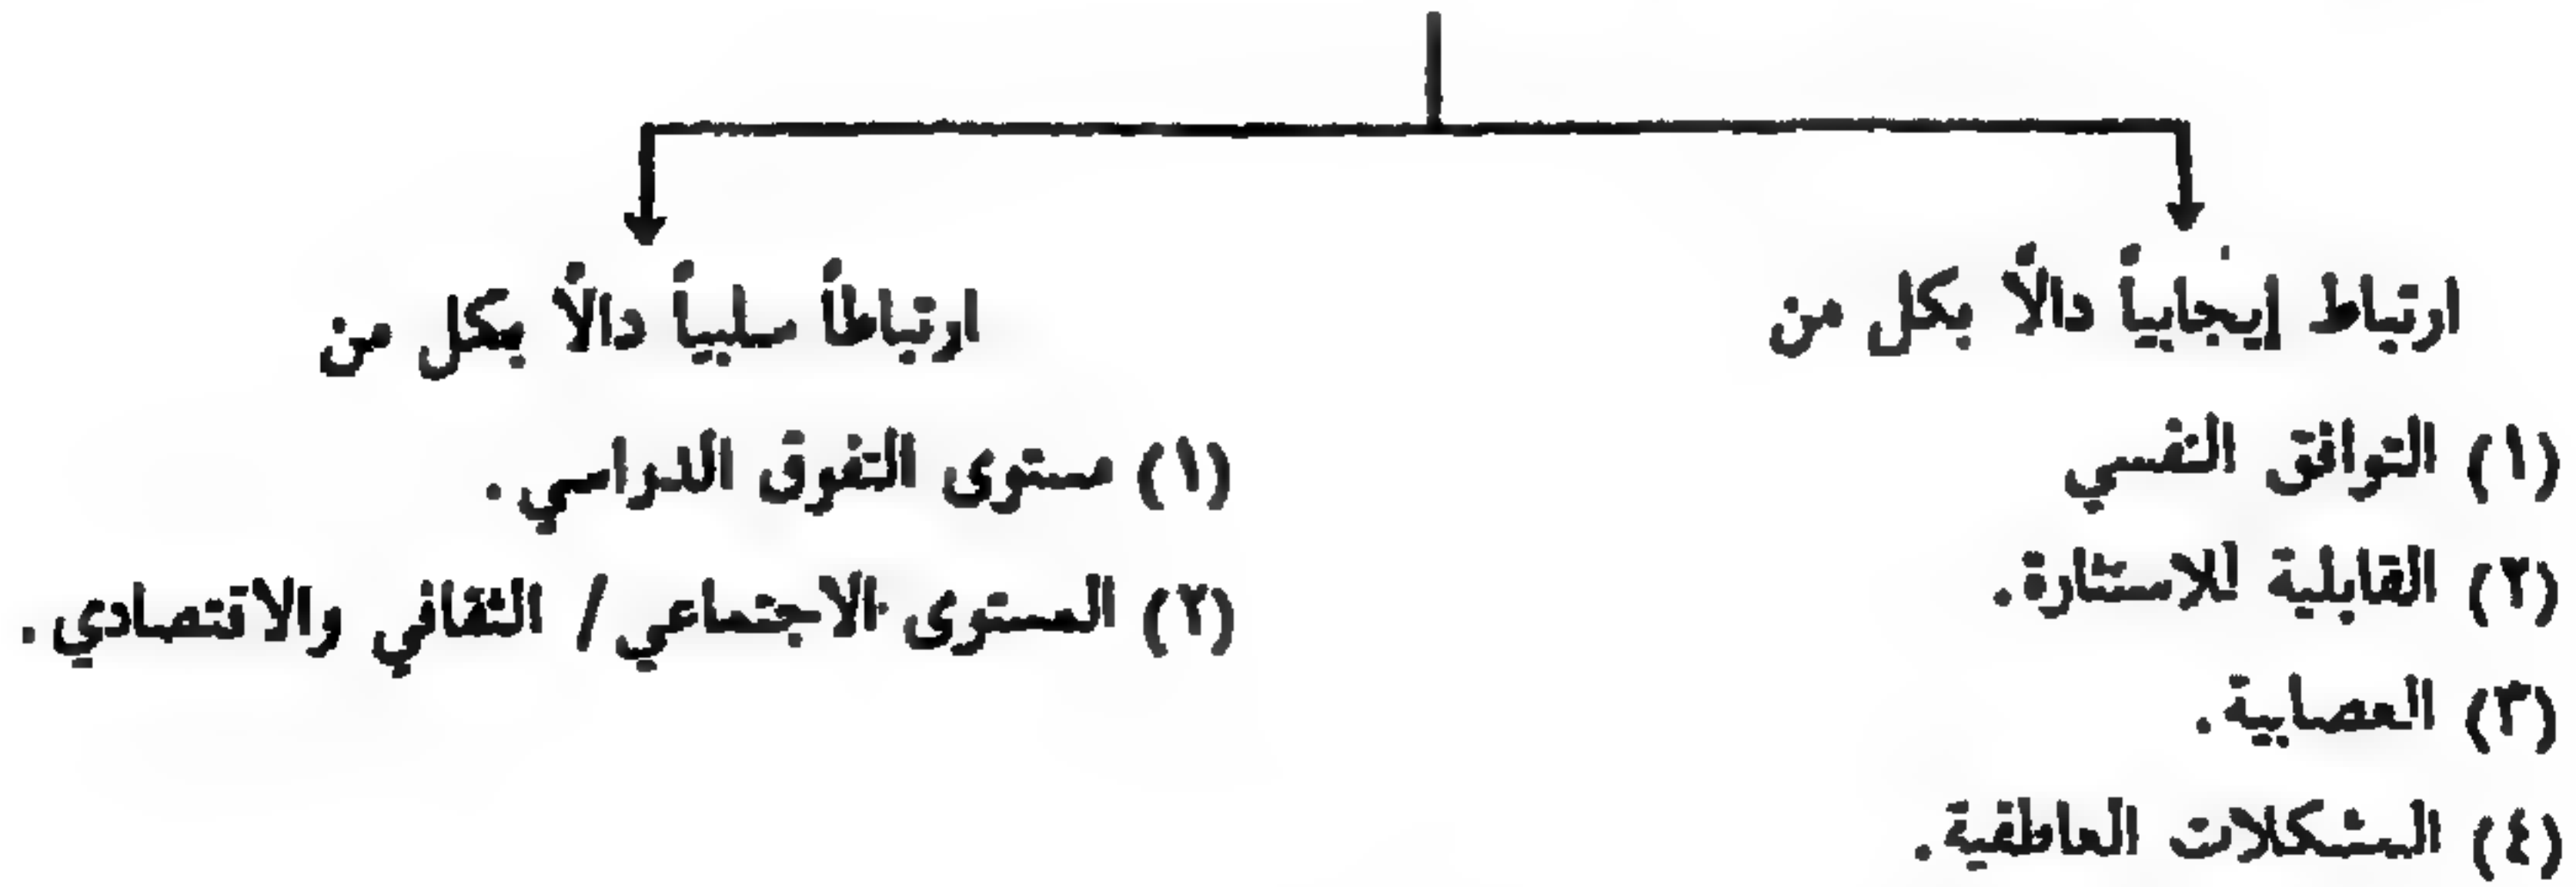 ارتباط إيجابياً دالاً بكل من
(١) التوافق النفسي
(٢) القابلية للاستثارة.
(٣) العصابية.
(٤) المشكلات العاطفية.
ارتباطاً سلبياً دالاً بكل من
(١) مستوى التفوق الدراسي.
(٢) المستوى الاجتماعي/ الثقافي والاقتصادي.